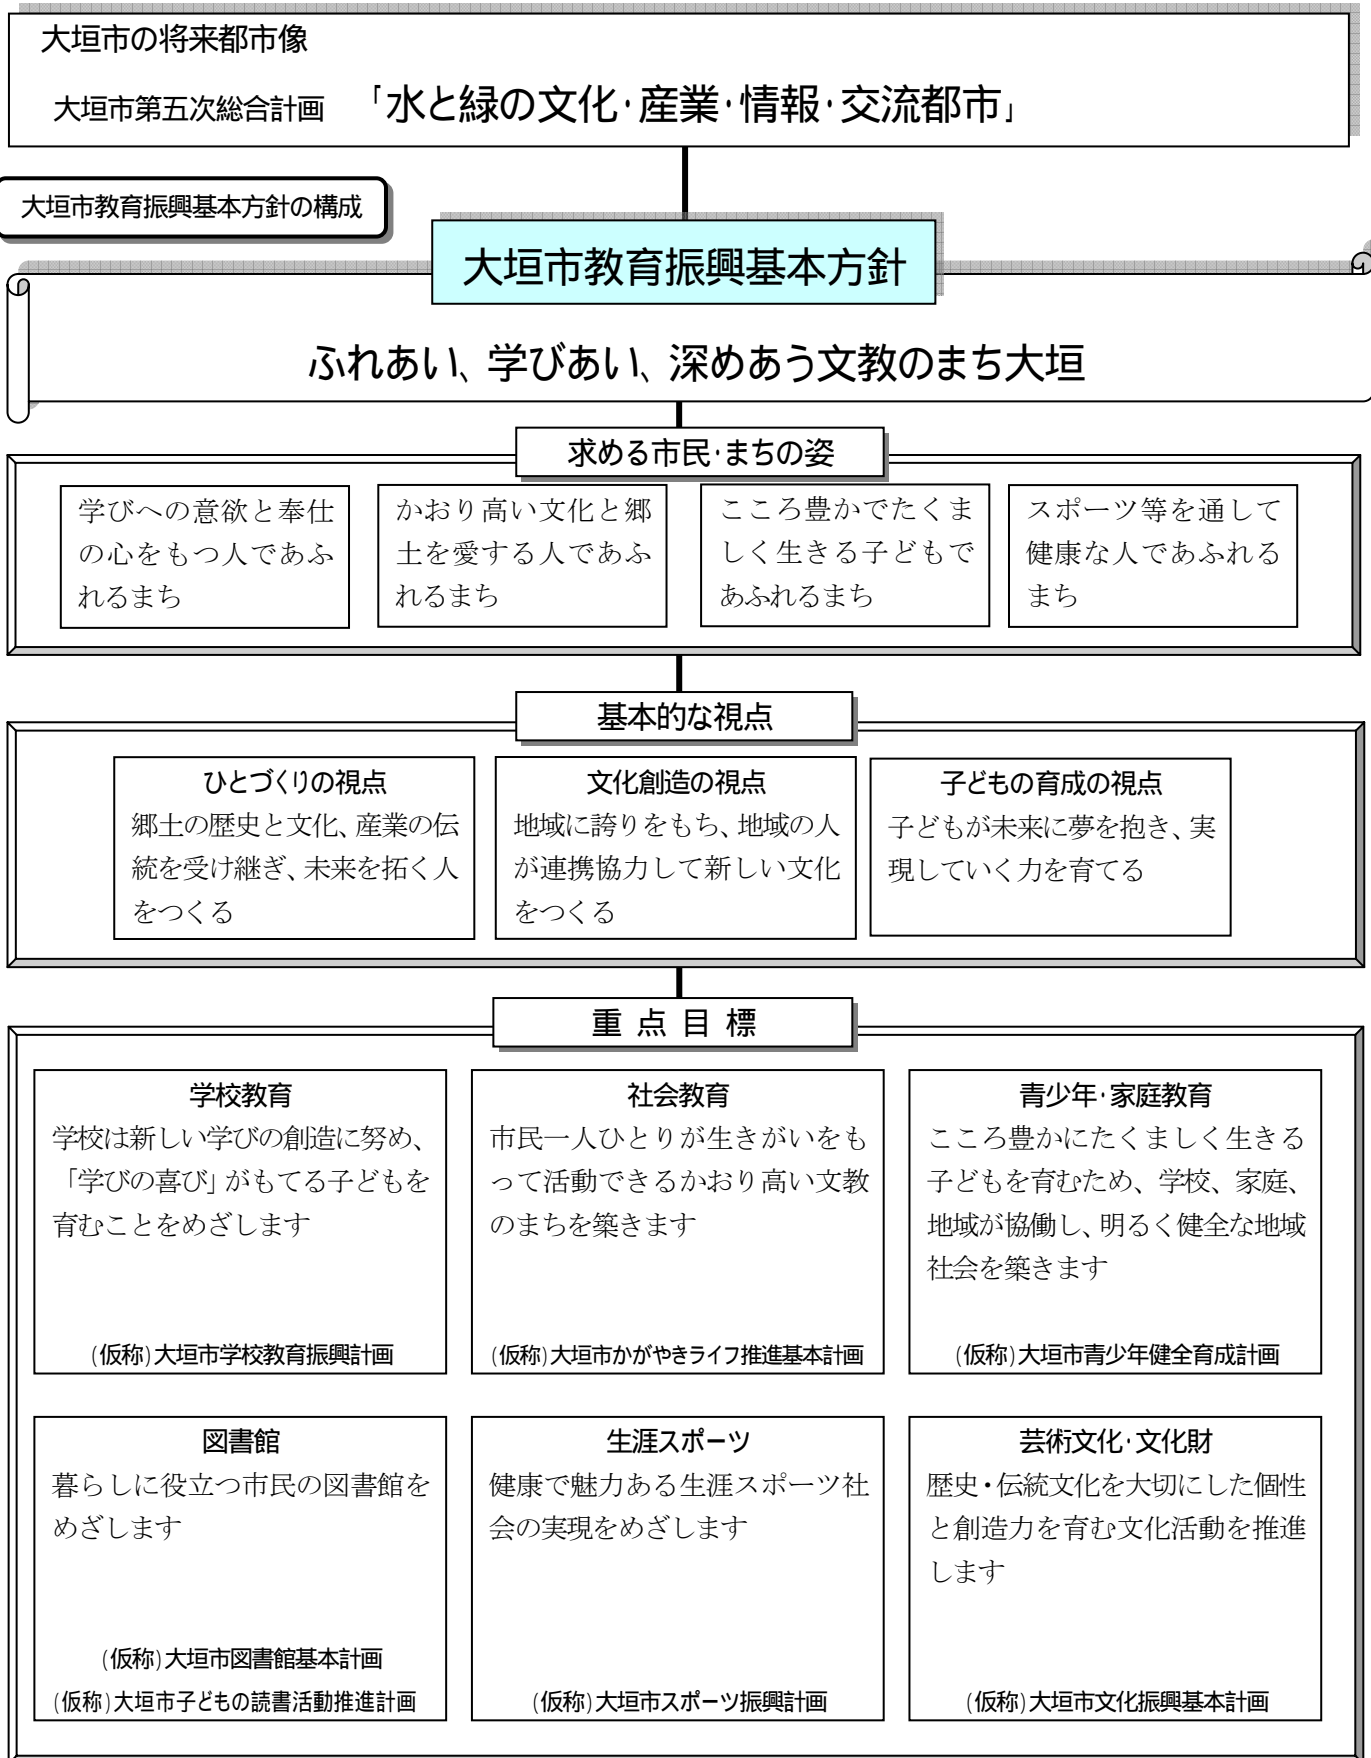 大垣市の将来都市像
大垣市第五次総合計画 「水と緑の文化・産業・情報・交流都市」
大垣市教育振興基本方針の構成
大垣市教育振興基本方針
ふれあい、学びあい、深めあう文教のまち大垣
求める市民・まちの姿
学びへの意欲と奉仕
の心をもつ人であふ
れるまち
かおり高い文化と郷
土を愛する人であふ
れるまち
こころ豊かでたくま
しく生きる子どもで
あふれるまち
スポーツ等を通して
健康な人であふれる
まち
基本的な視点
ひとづくりの視点
郷土の歴史と文化、産業の伝
統を受け継ぎ、未来を拓く人
をつくる
文化創造の視点
地域に誇りをもち、地域の人
が連携協力して新しい文化
をつくる
子どもの育成の視点
子どもが未来に夢を抱き、実
現していく力を育てる
重点目標
学校教育
学校は新しい学びの創造に努め、
「学びの喜び」がもてる子どもを
育むことをめざします
(仮称)大垣市学校教育振興計画
社会教育
市民一人ひとりが生きがいをも
って活動できるかおり高い文教
のまちを築きます
(仮称)大垣市かがやきライフ推進基本計画
青少年・家庭教育
こころ豊かにたくましく生きる
子どもを育むため、学校、家庭、
地域が協働し、明るく健全な地域
社会を築きます
(仮称)大垣市青少年健全育成計画
図書館
暮らしに役立つ市民の図書館を
めざします
(仮称)大垣市図書館基本計画
(仮称)大垣市子どもの読書活動推進計画
生涯スポーツ
健康で魅力ある生涯スポーツ社
会の実現をめざします
(仮称)大垣市スポーツ振興計画
芸術文化・文化財
歴史・伝統文化を大切にした個性
と創造力を育む文化活動を推進
します
(仮称)大垣市文化振興基本計画